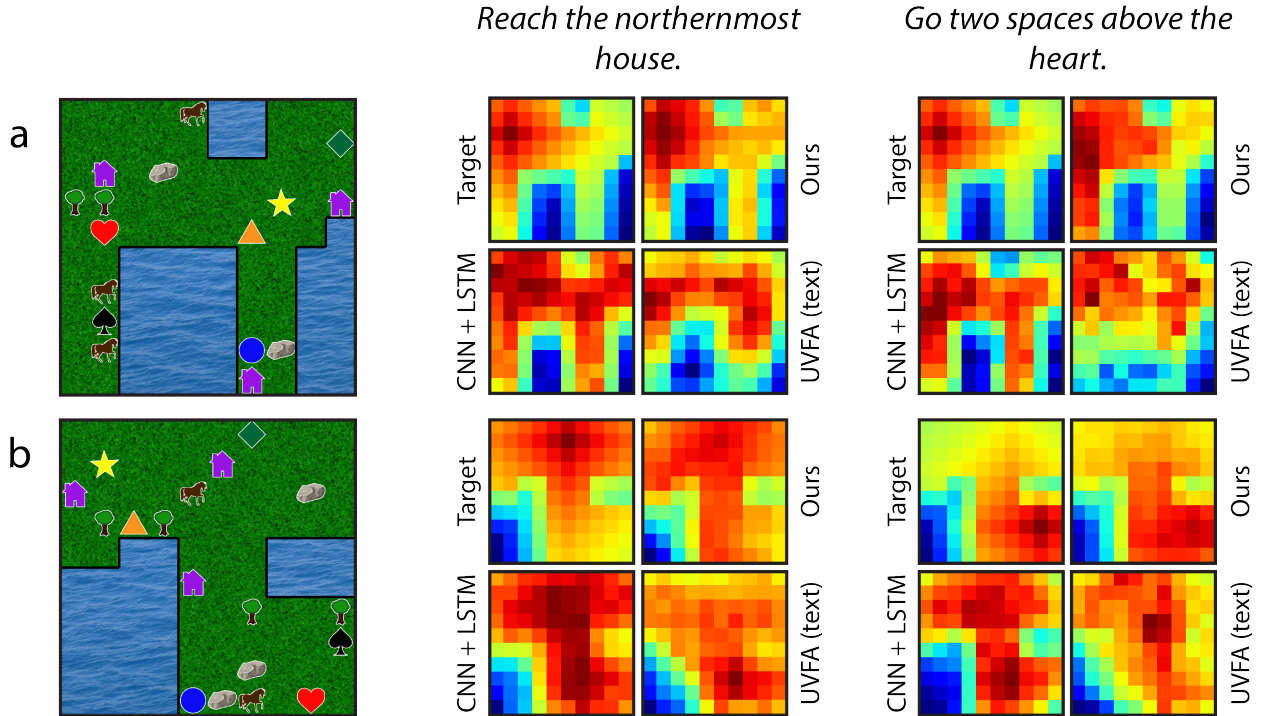 Reach the northernmost
house.
Go two spaces above the
heart.
a
Target
Ours
Target
Ours
CNN + LSTM
UVFA (text)
CNN + LSTM
UVFA (text)
b
Target
Ours
Target
Ours
CNN + LSTM
UVFA (text)
CNN + LSTM
UVFA (text)